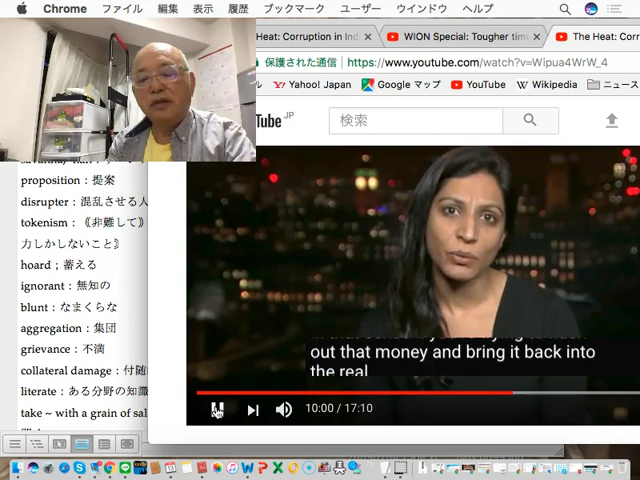 Chrome ファイル 編集 表示 履歴 ブックマーク ユーザー ウインドウ ヘルプ
Heat: Corruption in Indi
WION Special: Tougher time
The Heat: Corr
保護された通信 https://www.youtube.com/watch?v=Wipua4WrW_4
Yahoo! Japan Google マップ YouTube Wikipedia ニュース
Tube JP 検索
proposition：提案
disrupter：混乱させる人
tokenism：《非難して》
力しかしないこと》
hoard；蓄える
ignorant：無知の
blunt：なまくらな
aggregation：集団
grievance：不満
collateral damage：付随
literate：ある分野の知識
take ~ with a grain of sal
out that money and bring it back into
the real
10:00 / 17:10